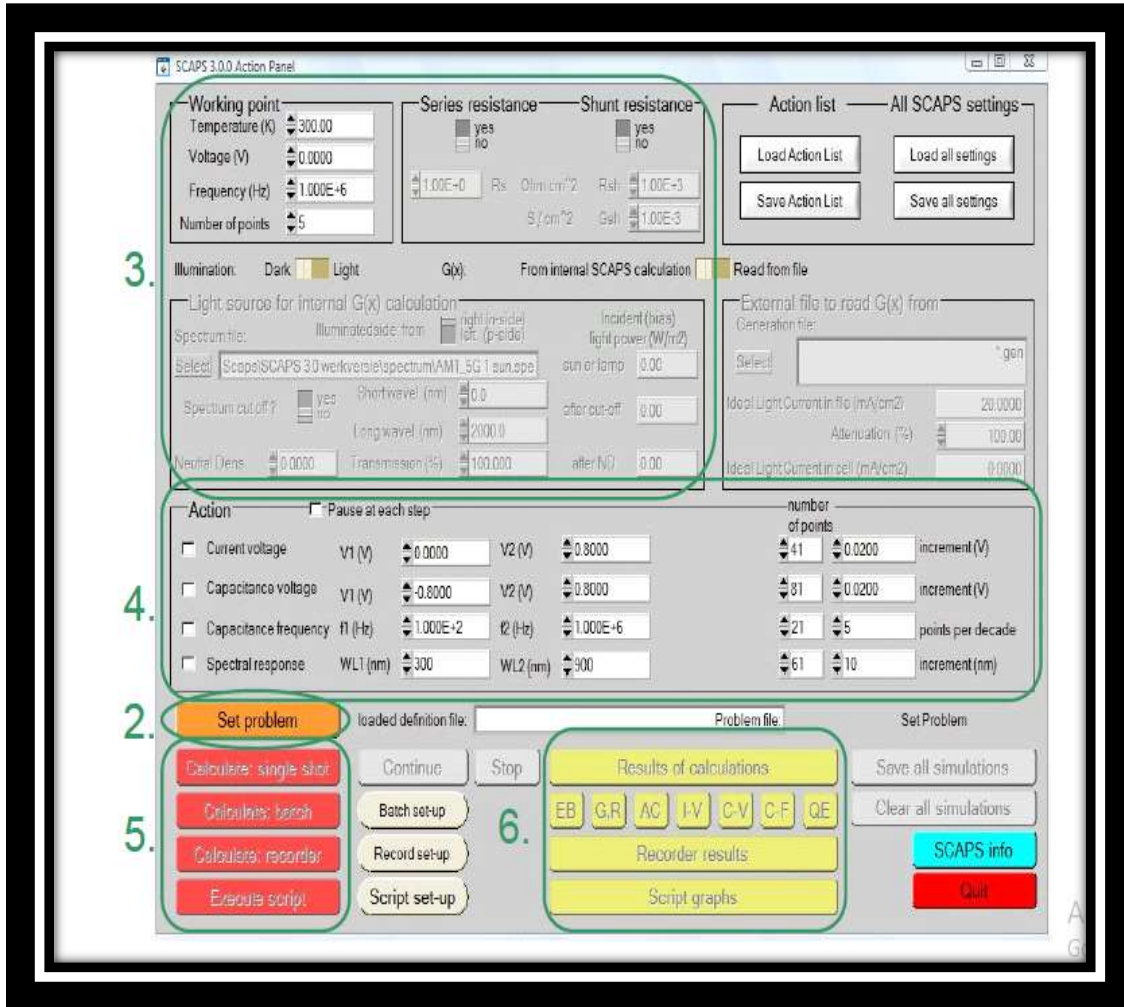 SCAPS 3.0.0 Action Panel
Working point
Temperature (K) 300.00
Voltage (V) 0.0000
Frequency (Hz) 1.000E+6
Number of points 5
Series resistance
yes
no
Shunt resistance
yes
no
1.00E+0 Rs Ohm cm^2 Rsh 1.00E+3
S / cm^2 Gsh 1.00E-3
Action list
All SCAPS settings
Load Action List
Load all settings
Save Action List
Save all settings
3.
Illumination: Dark Light G(x): From internal SCAPS calculation Read from file
Light source for internal G(x) calculation
Spectrum file:
Illuminated side: from
right (n-side)
left (p-side)
Incident (bias)
light power (W/m2)
Select Scaps\SCAPS 3.0 werkversie\spectrum\AM1_5G 1 sun.spe
sun or lamp 0.00
Spectrum cut off ? yes
no
Short wavel. (nm) 0.0
Long wavel. (nm) 2000.0
after cut-off 0.00
Neutral Dens. 0.0000 Transmission (%) 100.000 after ND 0.00
External file to read G(x) from
Generation file:
Select *.gen
Ideal Light Current in file (mA/cm2) 20.0000
Attenuation (%) 100.00
Ideal Light Current in cell (mA/cm2) 0.0000
4.
Action Pause at each step
number
of points
Current voltage V1 (V) 0.0000 V2 (V) 0.8000 41 0.0200 increment (V)
Capacitance voltage V1 (V) -0.8000 V2 (V) 0.8000 81 0.0200 increment (V)
Capacitance frequency f1 (Hz) 1.000E+2 f2 (Hz) 1.000E+6 21 5 points per decade
Spectral response WL1 (nm) 300 WL2 (nm) 900 61 10 increment (nm)
2.
Set problem loaded definition file: Problem file: Set Problem
5.
Calculate: single shot Continue Stop
Calculate: batch Batch set-up
Calculate: recorder Record set-up
Execute script Script set-up
6.
Results of calculations
EB G,R AC I-V C-V C-F QE
Recorder results
Script graphs
Save all simulations
Clear all simulations
SCAPS info
Quit